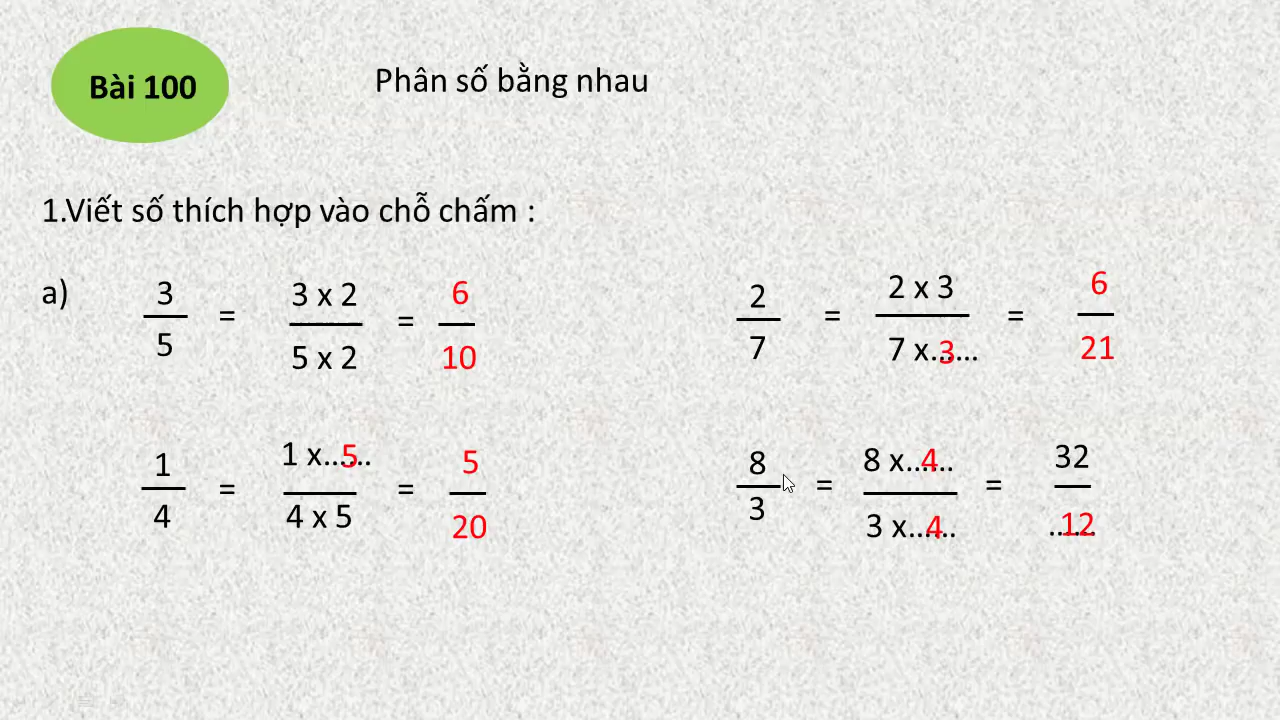 Bài 100
Phân số bằng nhau
1.Viết số thích hợp vào chỗ chấm :
a)
3/5 = 3 x 2/5 x 2 = 6/10
2/7 = 2 x 3/7 x...3... = 6/21
1/4 = 1 x...5.../4 x 5 = 5/20
8/3 = 8 x...4.../3 x...4... = 32/...12...